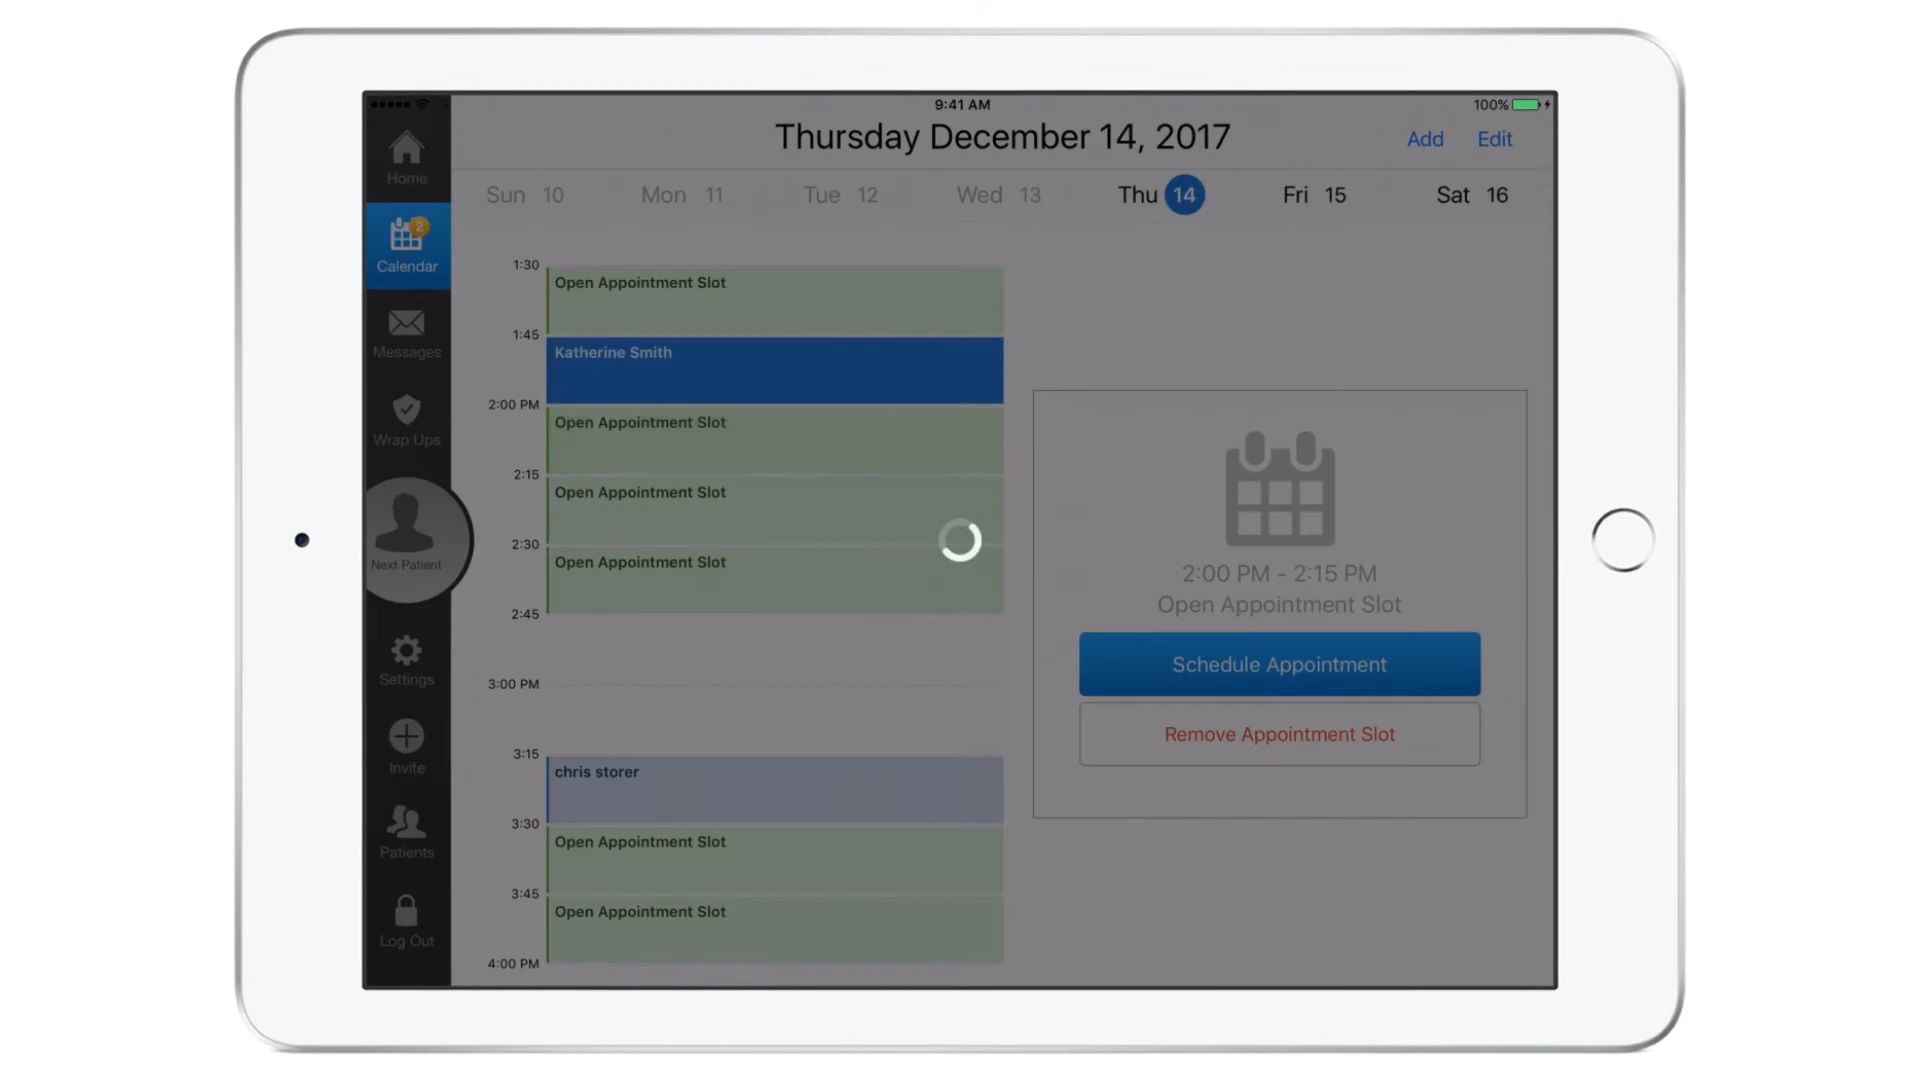 9:41 AM
100%
Thursday December 14, 2017
Add Edit
Sun 10 Mon 11 Tue 12 Wed 13 Thu 14 Fri 15 Sat 16
Home
2
Calendar
Messages
Wrap Ups
Next Patient
Settings
Invite
Patients
Log Out
1:30
Open Appointment Slot
1:45
Katherine Smith
2:00 PM
Open Appointment Slot
2:15
Open Appointment Slot
2:30
Open Appointment Slot
2:45
3:00 PM
3:15
chris storer
3:30
Open Appointment Slot
3:45
Open Appointment Slot
4:00 PM
2:00 PM - 2:15 PM
Open Appointment Slot
Schedule Appointment
Remove Appointment Slot